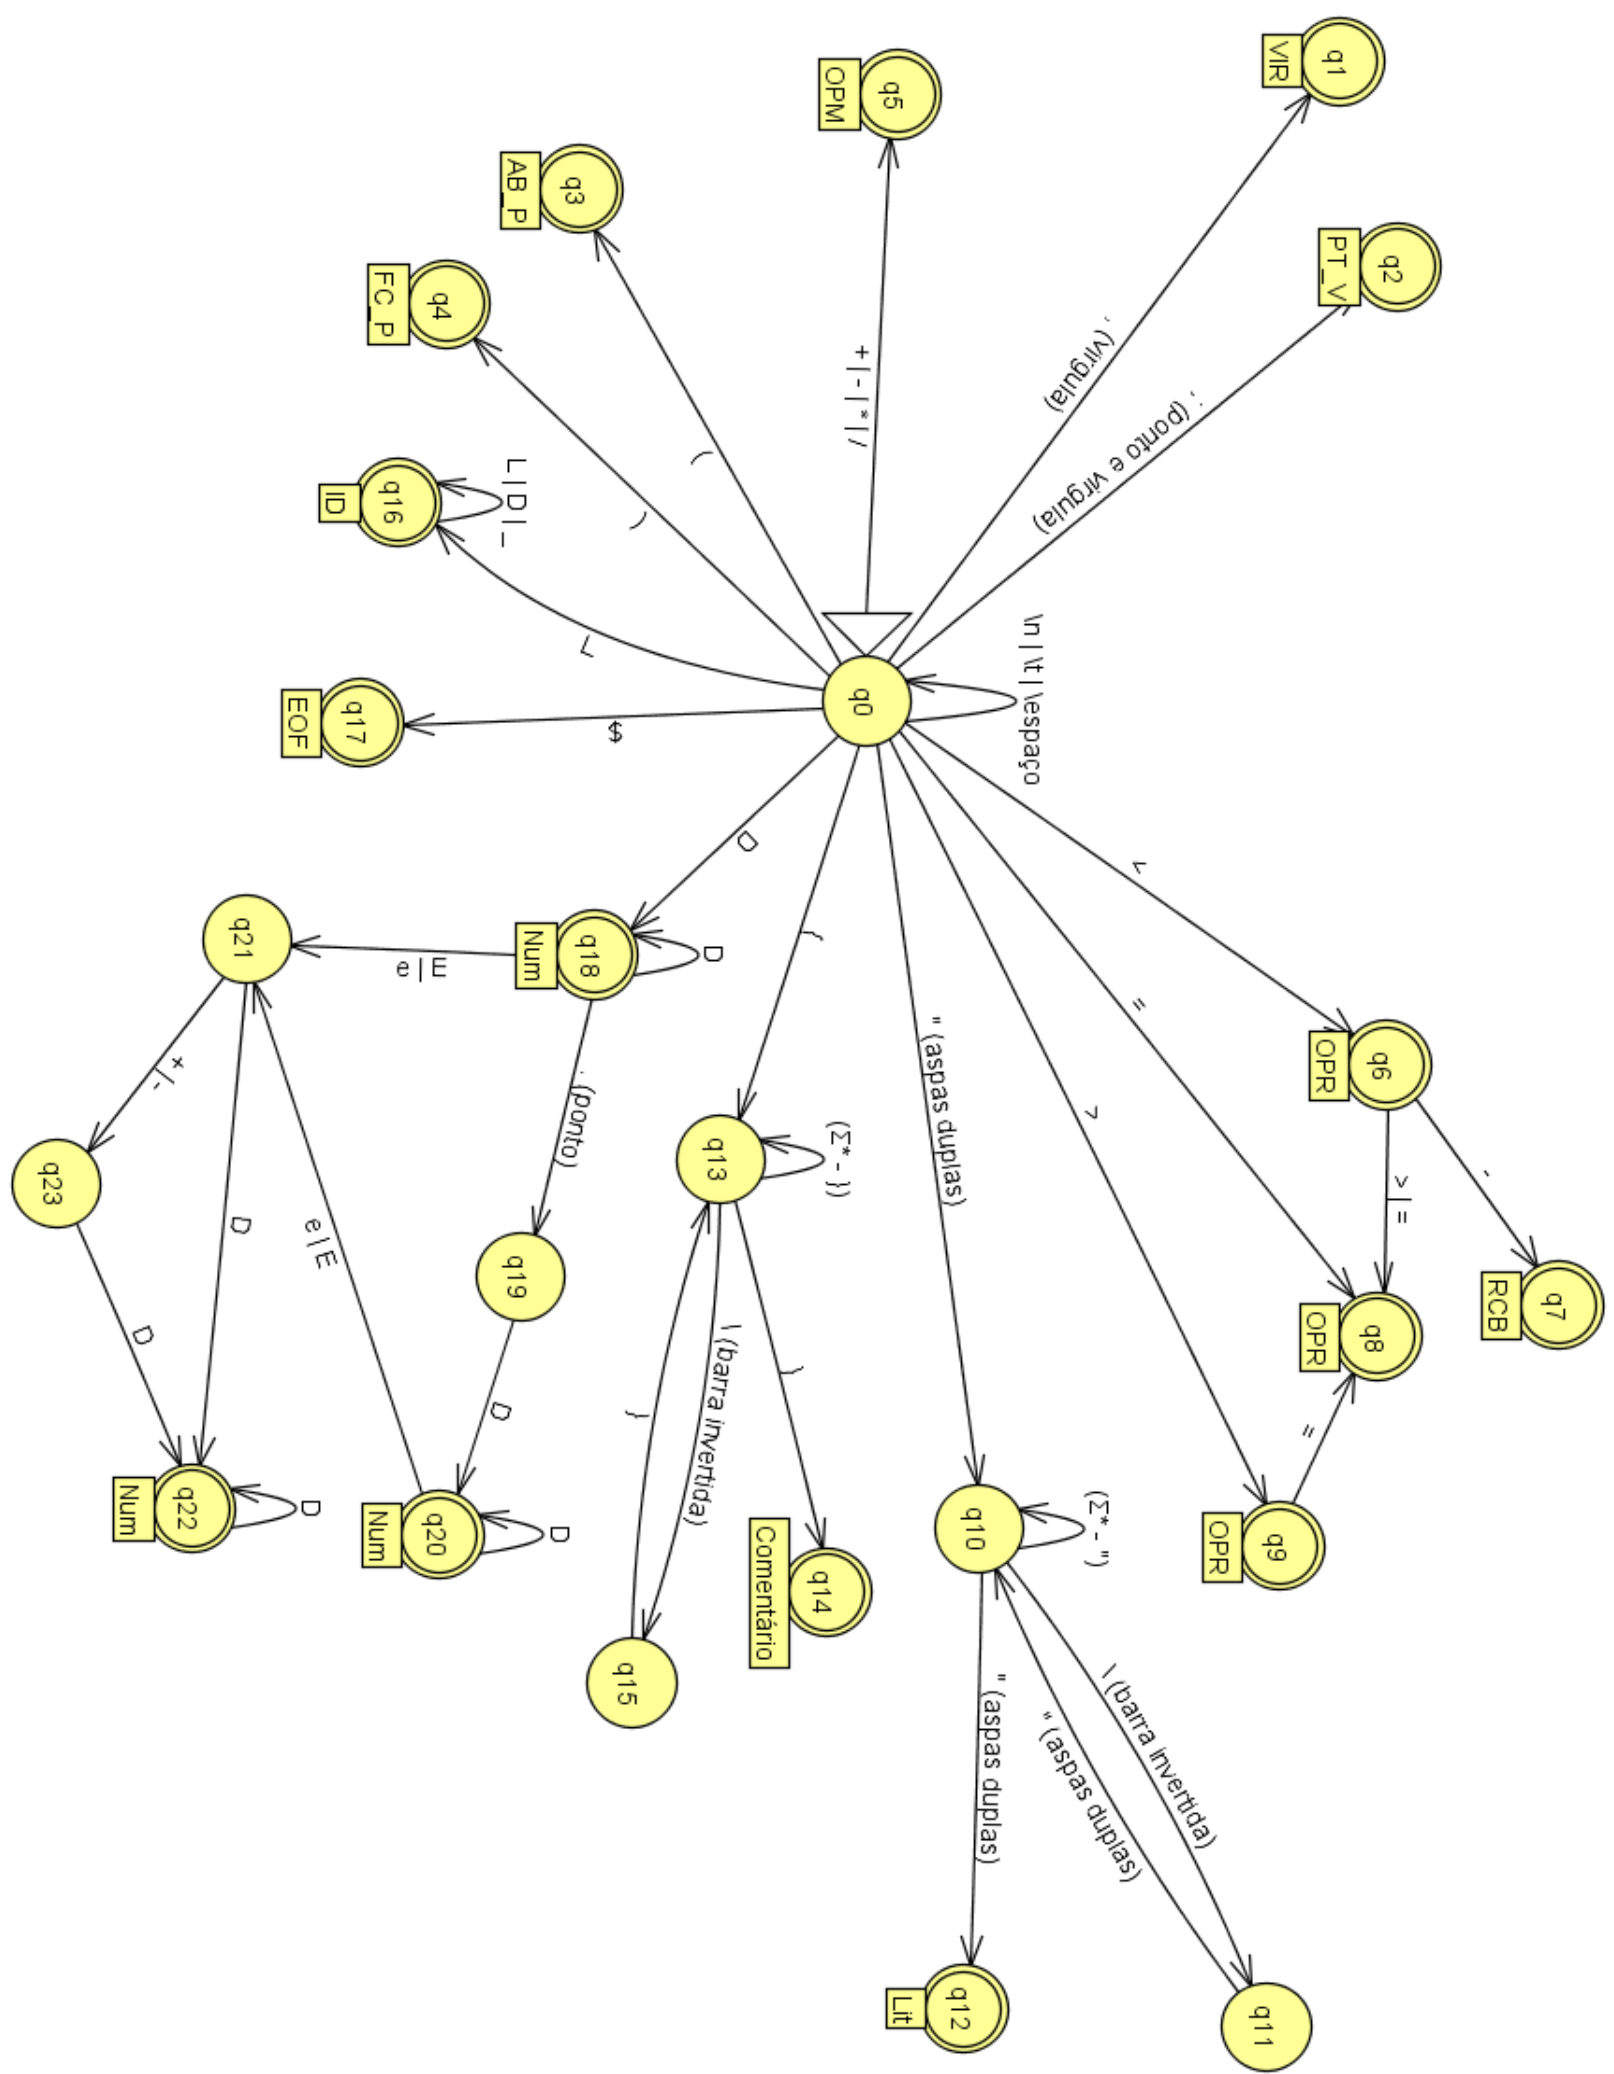 q7
RCB
-
q2
PT_V
q6
OPR
> | =
q8
OPR
=
q1
VIR
; (ponto e virgula)
, (virgula)
<
=
>
q9
OPR
\ (barra invertida)
" (aspas duplas)
q11
\n | \t | \espaço
(Σ* - ")
q10
" (aspas duplas)
" (aspas duplas)
q12
Lit
q5
OPM
+ | - | * | /
q0
(Σ* - })
q13
{
}
q14
Comentário
\ (barra invertida)
}
q15
q3
AB_P
(
)
q4
FC_P
D
D
q18
Num
. (ponto)
q19
D
D
q20
Num
L | D | _
q16
ID
L
$
q17
EOF
e | E
e | E
q21
D
+ | -
q23
D
D
q22
Num